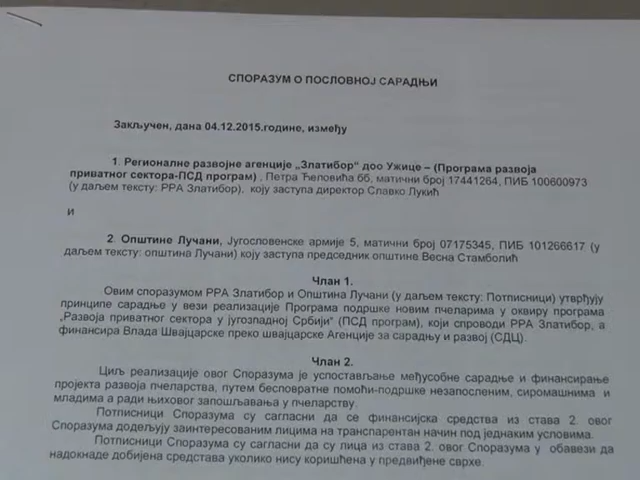 СПОРАЗУМ О ПОСЛОВНОЈ САРАДЊИ
Закључен, дана 04.12.2015.године, између
1. Регионалне развојне агенције „Златибор“ доо Ужице – (Програма развоја
приватног сектора-ПСД програм) , Петра Ћеловића бб, матични број 17441264, ПИБ 100600973
(у даљем тексту: РРА Златибор), коју заступа директор Славко Лукић
и
2. Општине Лучани, Југословенске армије 5, матични број 07175345, ПИБ 101266617 (у
даљем тексту: општина Лучани) коју заступа председник општине Весна Стамболић
Члан 1.
Овим споразумом РРА Златибор и Општина Лучани (у даљем тексту: Потписници) утврђују
принципе сарадње у вези реализације Програма подршке новим пчеларима у оквиру програма
„Развоја приватног сектора у југозападној Србији“ (ПСД програм), који спроводи РРА Златибор, а
финансира Влада Швајцарске преко швајцарске Агенције за сарадњу и развој (СДЦ).
Члан 2.
Циљ реализације овог Споразума је успостављање међусобне сарадње и финансирање
пројекта развоја пчеларства, путем бесповратне помоћи-подршке незапосленим, сиромашнима и
младима а ради њиховог запошљавања у пчеларству.
Потписници Споразума су сагласни да се финансијска средства из става 2. овог
Споразума додељују заинтересованим лицима на транспарентан начин под једнаким условима.
Потписници Споразума су сагласни да су лица из става 2. овог Споразума у обавези да
надокнаде добијена средства уколико нису коришћена у предвиђене сврхе.